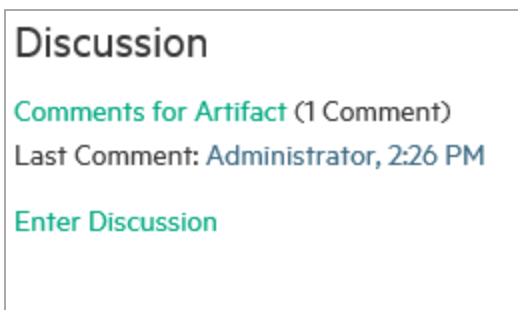 Discussion
Comments for Artifact (1 Comment)
Last Comment: Administrator, 2:26 PM
Enter Discussion